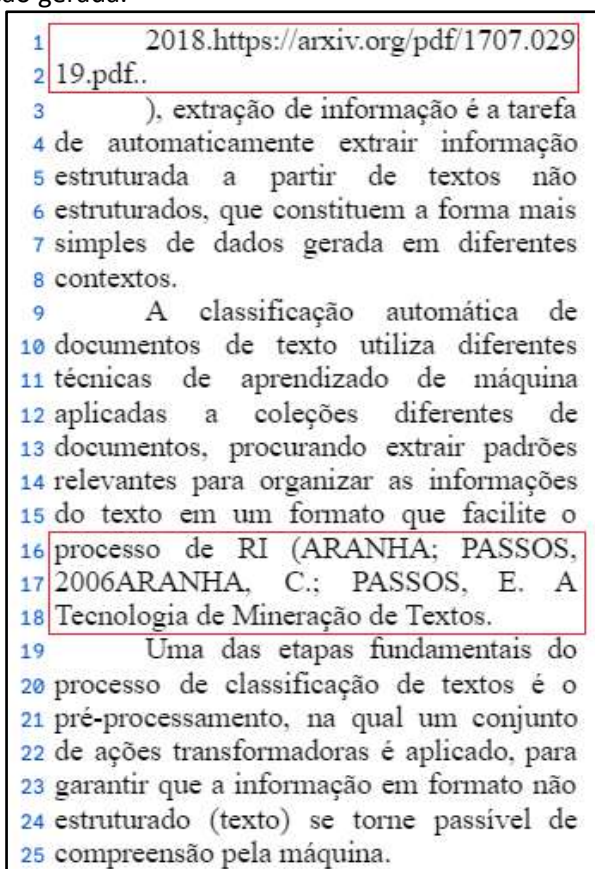 ão gerada.
1 2018.https://arxiv.org/pdf/1707.029
2 19.pdf..
3 ), extração de informação é a tarefa
4 de automaticamente extrair informação
5 estruturada a partir de textos não
6 estruturados, que constituem a forma mais
7 simples de dados gerada em diferentes
8 contextos.
9 A classificação automática de
10 documentos de texto utiliza diferentes
11 técnicas de aprendizado de máquina
12 aplicadas a coleções diferentes de
13 documentos, procurando extrair padrões
14 relevantes para organizar as informações
15 do texto em um formato que facilite o
16 processo de RI (ARANHA; PASSOS,
17 2006ARANHA, C.; PASSOS, E. A
18 Tecnologia de Mineração de Textos.
19 Uma das etapas fundamentais do
20 processo de classificação de textos é o
21 pré-processamento, na qual um conjunto
22 de ações transformadoras é aplicado, para
23 garantir que a informação em formato não
24 estruturado (texto) se torne passível de
25 compreensão pela máquina.